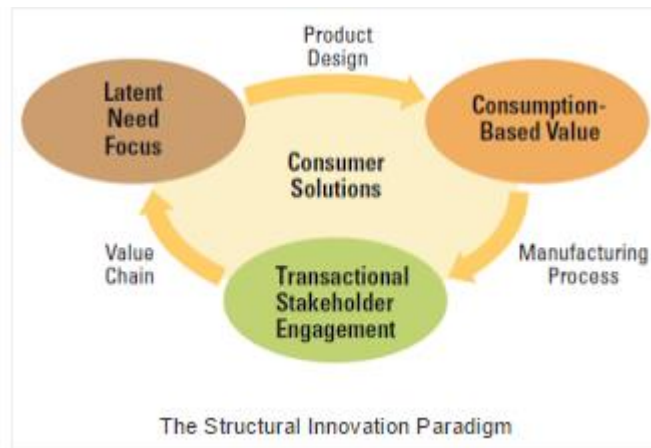 Product
Design
Latent
Need
Focus
Consumption-
Based Value
Consumer
Solutions
Value
Chain
Manufacturing
Process
Transactional
Stakeholder
Engagement
The Structural Innovation Paradigm